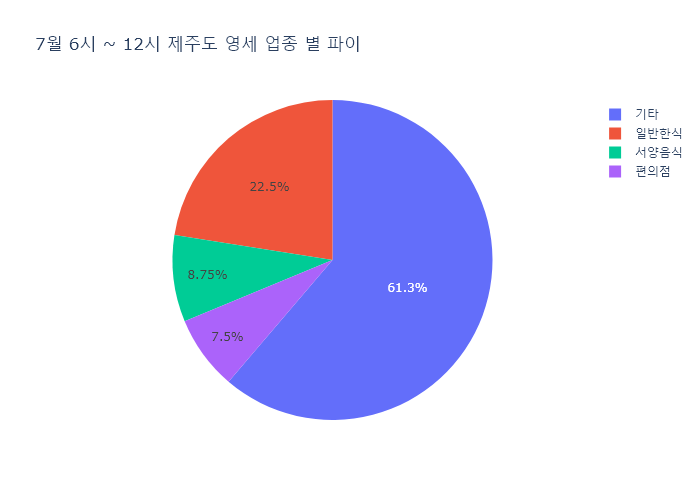 7월 6시 ~ 12시 제주도 영세 업종 별 파이
기타
일반한식
서양음식
편의점
22.5%
8.75%
7.5%
61.3%